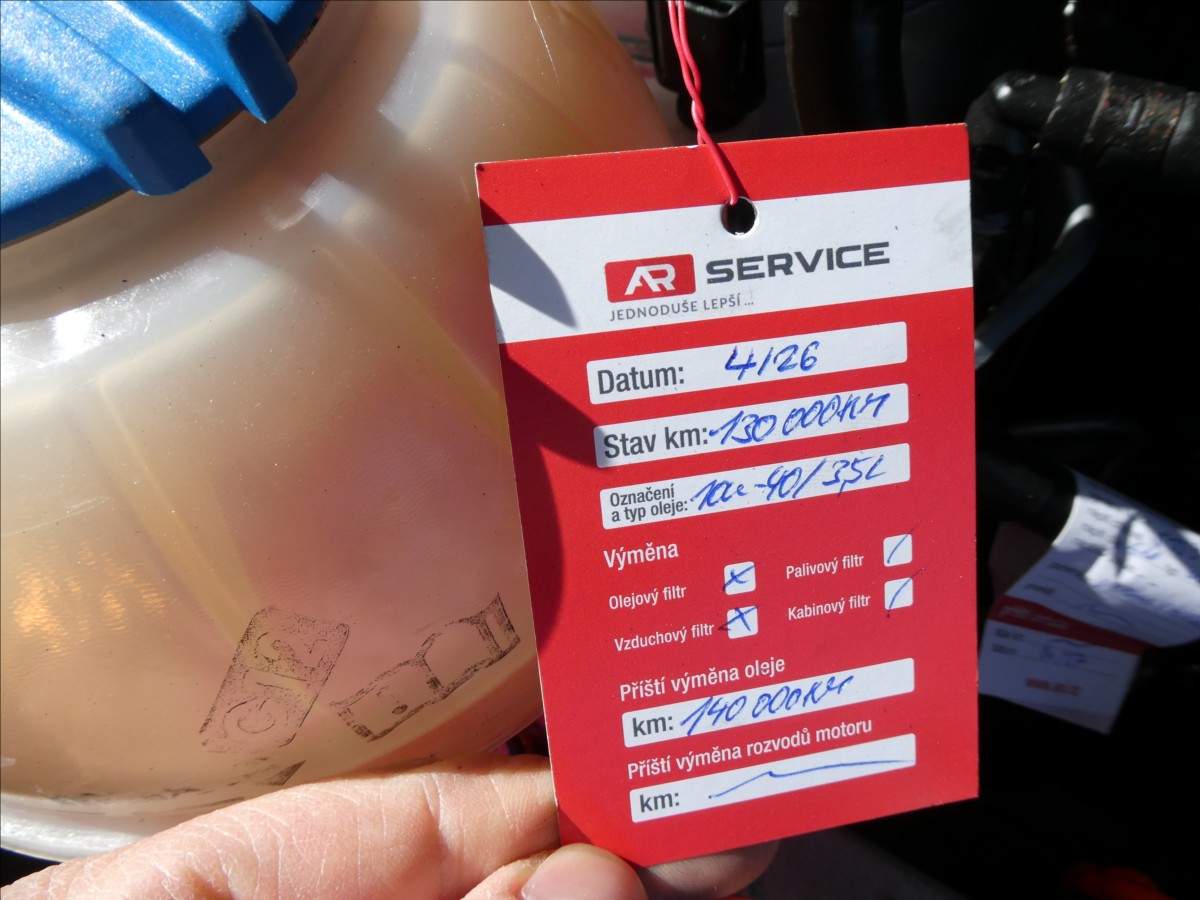 AR SERVICE
JEDNODUŠE LEPŠÍ ...
Datum: 4/26
Stav km: 130 000KM
Označení
a typ oleje: 10w-40/3,5L
Výměna
Olejový filtr x Palivový filtr /
Vzduchový filtr x Kabinový filtr /
Příští výměna oleje
km: 140 000KM
Příští výměna rozvodů motoru
km: